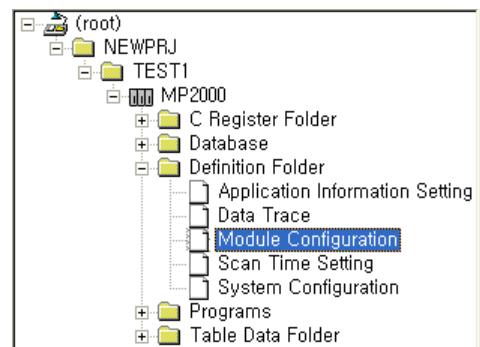 (root)
NEWPRJ
TEST1
MP2000
C Register Folder
Database
Definition Folder
Application Information Setting
Data Trace
Module Configuration
Scan Time Setting
System Configuration
Programs
Table Data Folder